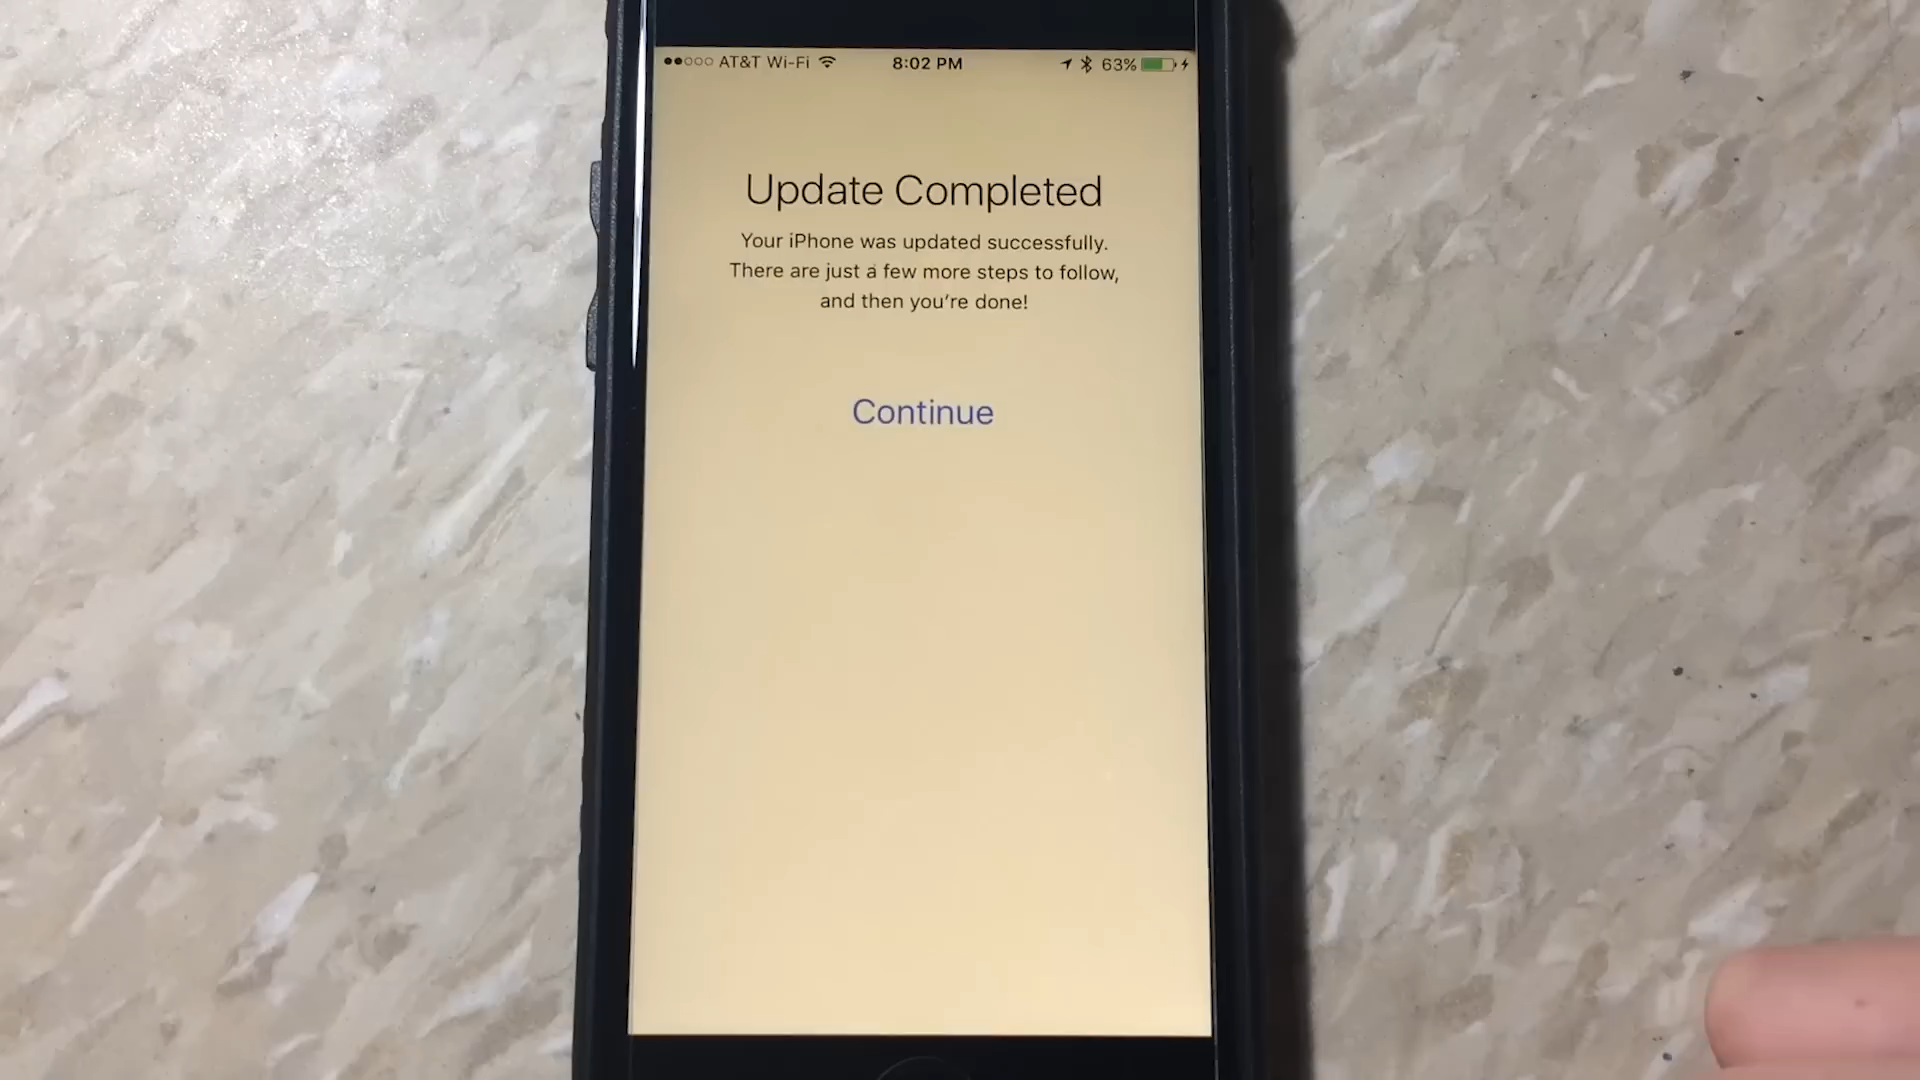 AT&T Wi-Fi 8:02 PM 63%
Update Completed
Your iPhone was updated successfully.
There are just a few more steps to follow,
and then you're done!
Continue